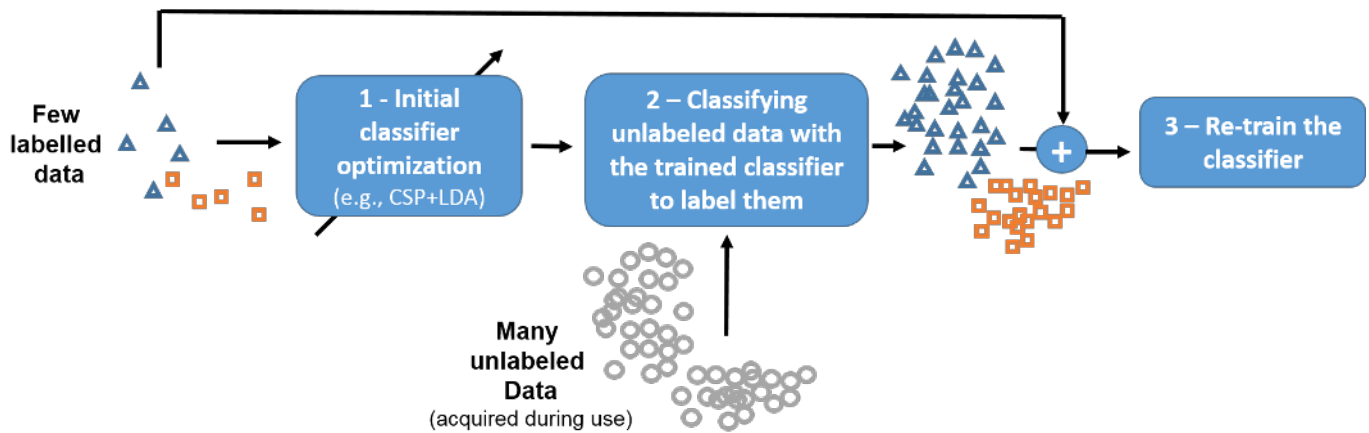 Few
labelled
data
1 - Initial
classifier
optimization
(e.g., CSP+LDA)
2 – Classifying
unlabeled data with
the trained classifier
to label them
+
3 – Re-train the
classifier
Many
unlabeled
Data
(acquired during use)